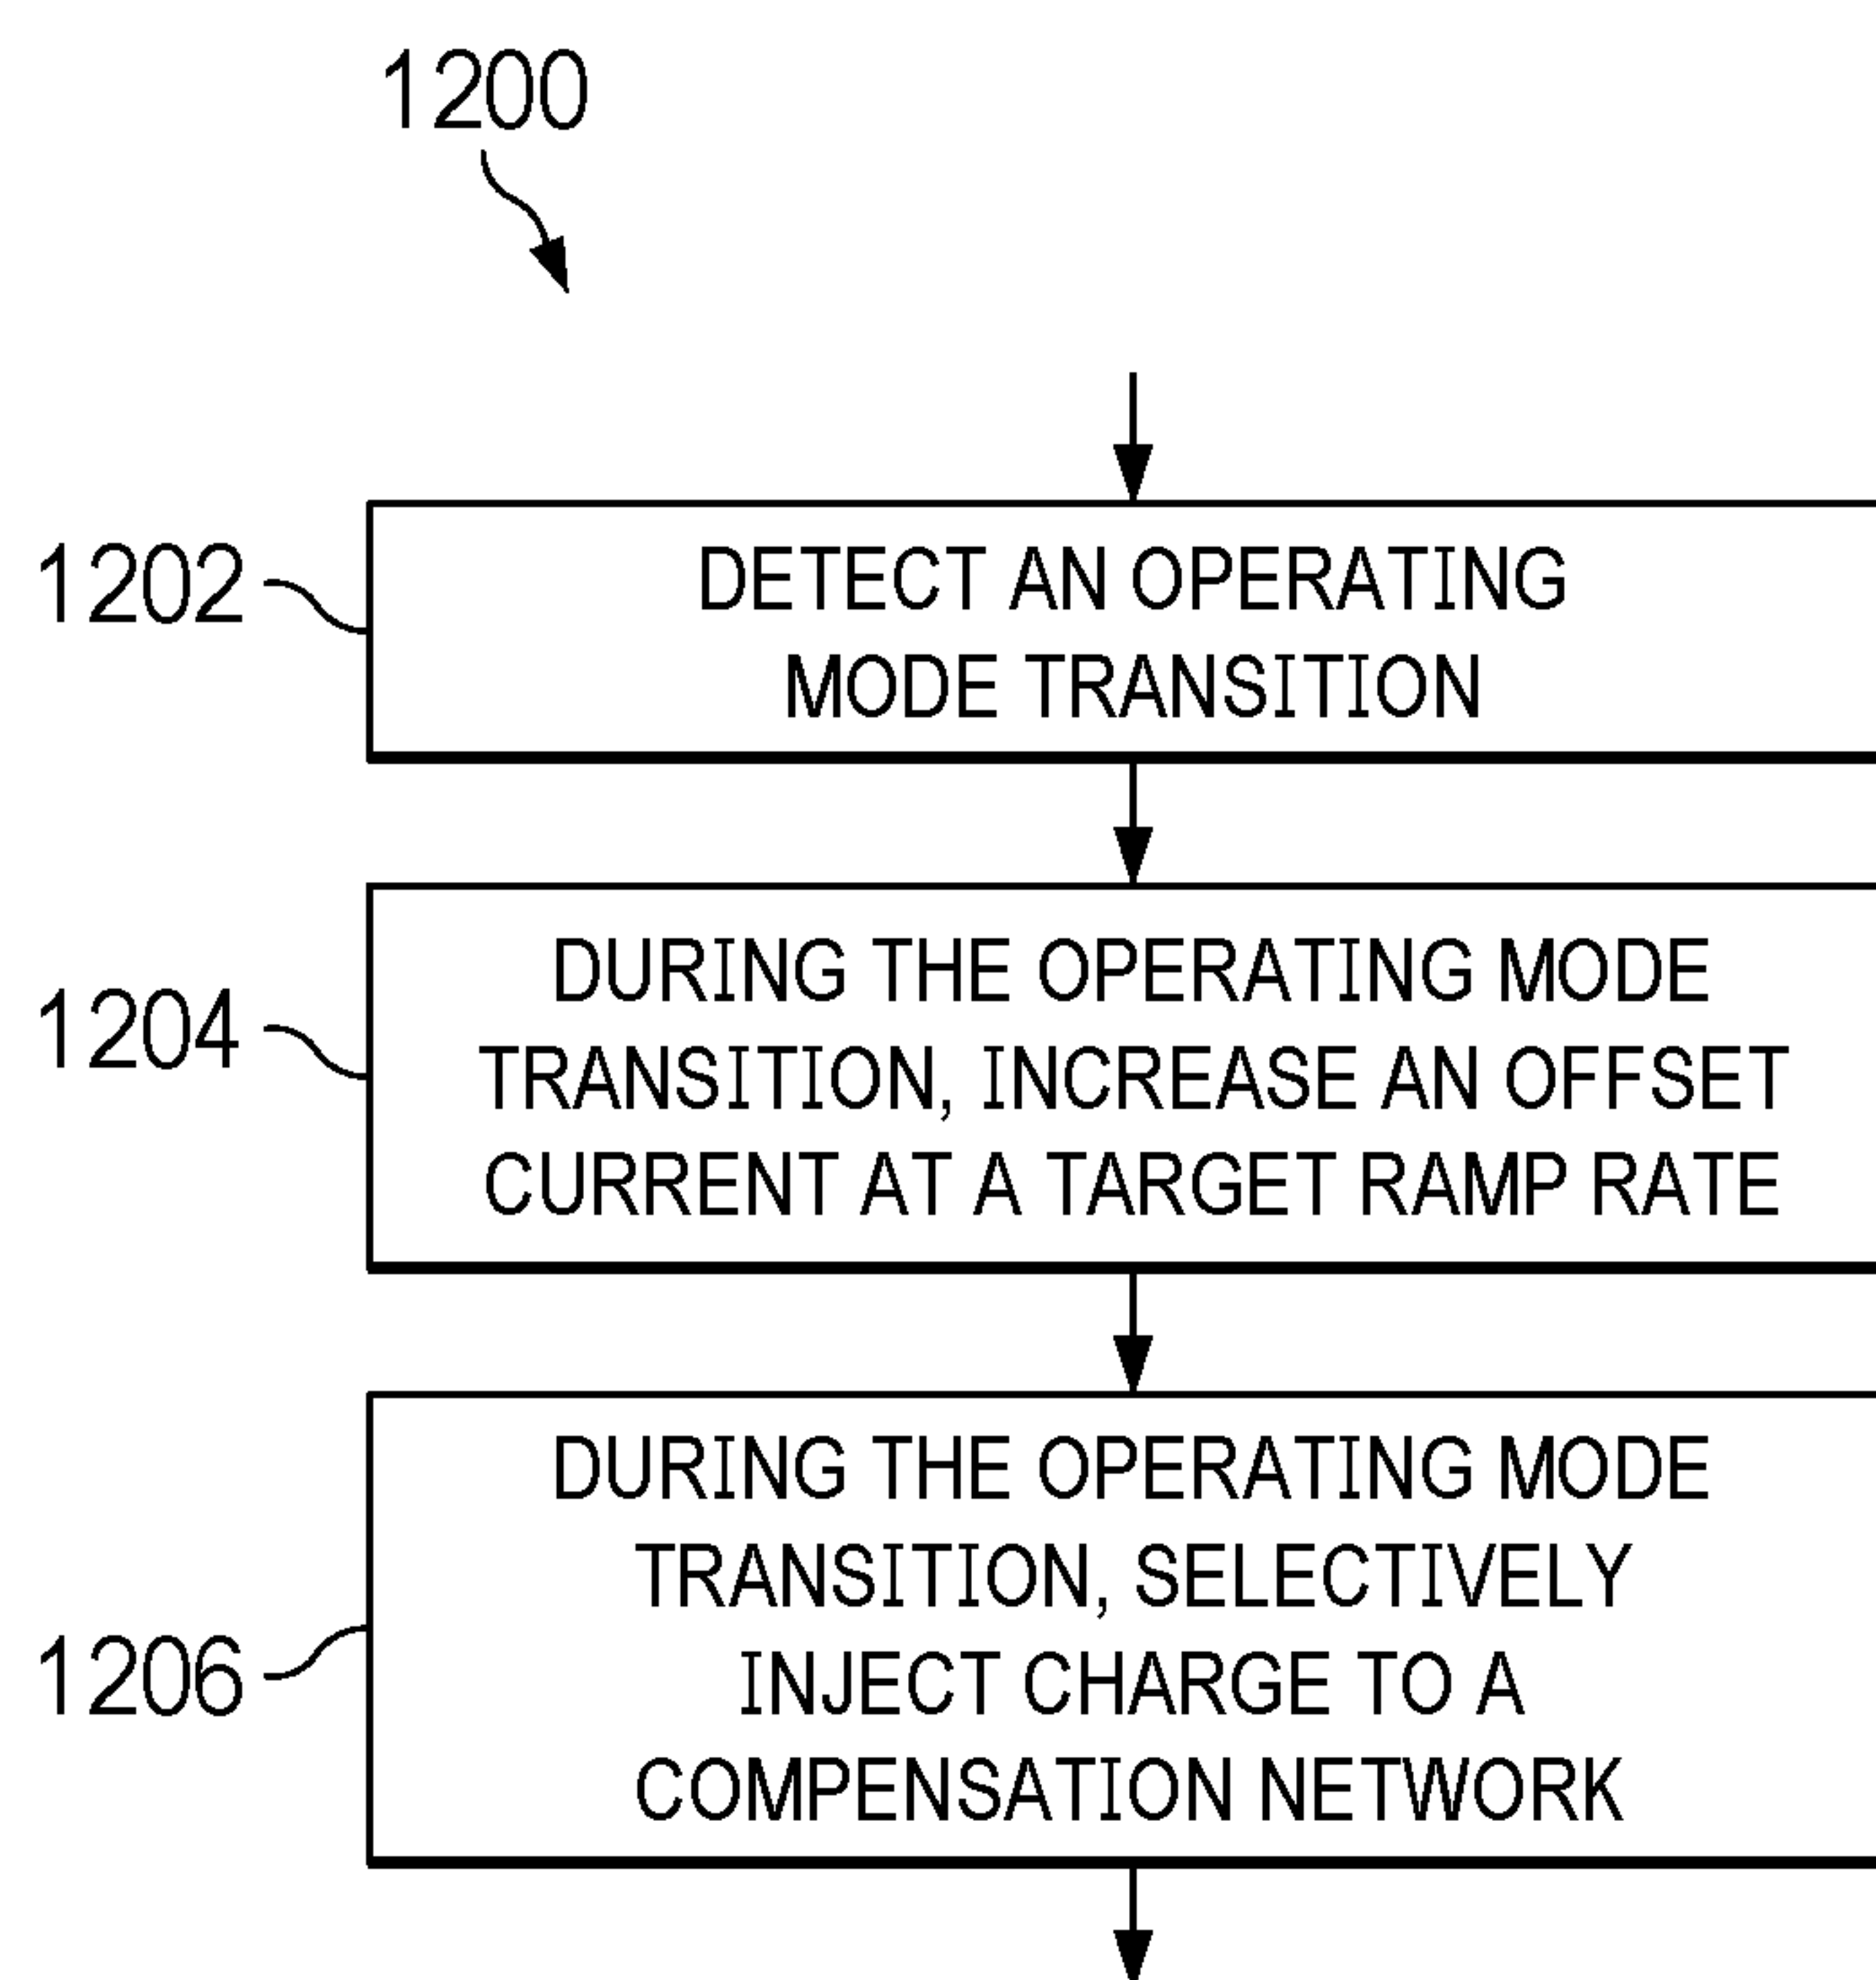 1200
1202
DETECT AN OPERATING
MODE TRANSITION
1204
DURING THE OPERATING MODE
TRANSITION, INCREASE AN OFFSET
CURRENT AT A TARGET RAMP RATE
1206
DURING THE OPERATING MODE
TRANSITION, SELECTIVELY
INJECT CHARGE TO A
COMPENSATION NETWORK